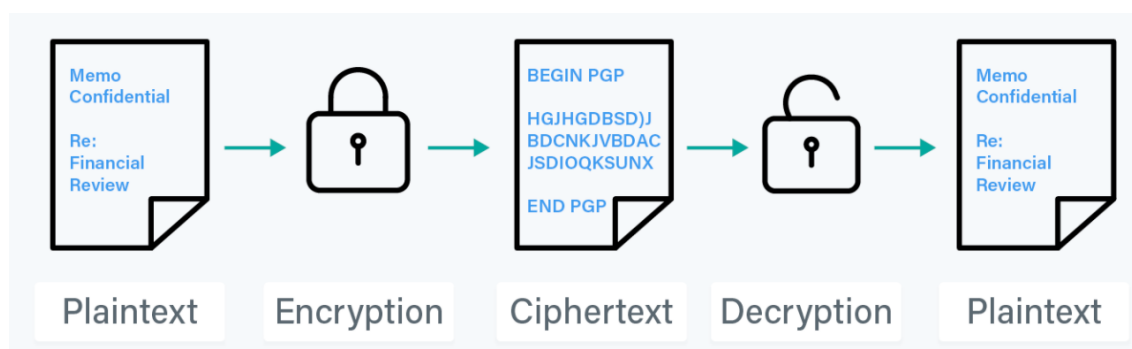 Memo
Confidential
Re:
Financial
Review
BEGIN PGP
HGJHGDBSD)J
BDCNKJVBDAC
JSDIOQKSUNX
END PGP
Memo
Confidential
Re:
Financial
Review
Plaintext
Encryption
Ciphertext
Decryption
Plaintext